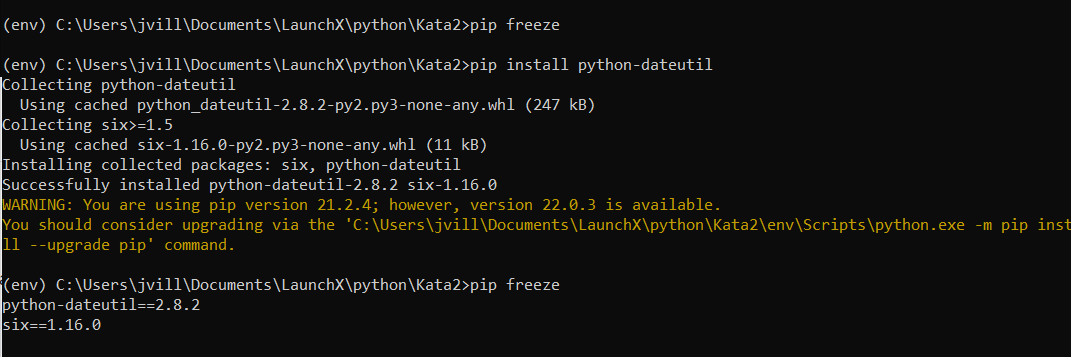 (env) C:\Users\jvill\Documents\LaunchX\python\Kata2>pip freeze
(env) C:\Users\jvill\Documents\LaunchX\python\Kata2>pip install python-dateutil
Collecting python-dateutil
  Using cached python_dateutil-2.8.2-py2.py3-none-any.whl (247 kB)
Collecting six>=1.5
  Using cached six-1.16.0-py2.py3-none-any.whl (11 kB)
Installing collected packages: six, python-dateutil
Successfully installed python-dateutil-2.8.2 six-1.16.0
WARNING: You are using pip version 21.2.4; however, version 22.0.3 is available.
You should consider upgrading via the 'C:\Users\jvill\Documents\LaunchX\python\Kata2\env\Scripts\python.exe -m pip inst
ll --upgrade pip' command.
(env) C:\Users\jvill\Documents\LaunchX\python\Kata2>pip freeze
python-dateutil==2.8.2
six==1.16.0